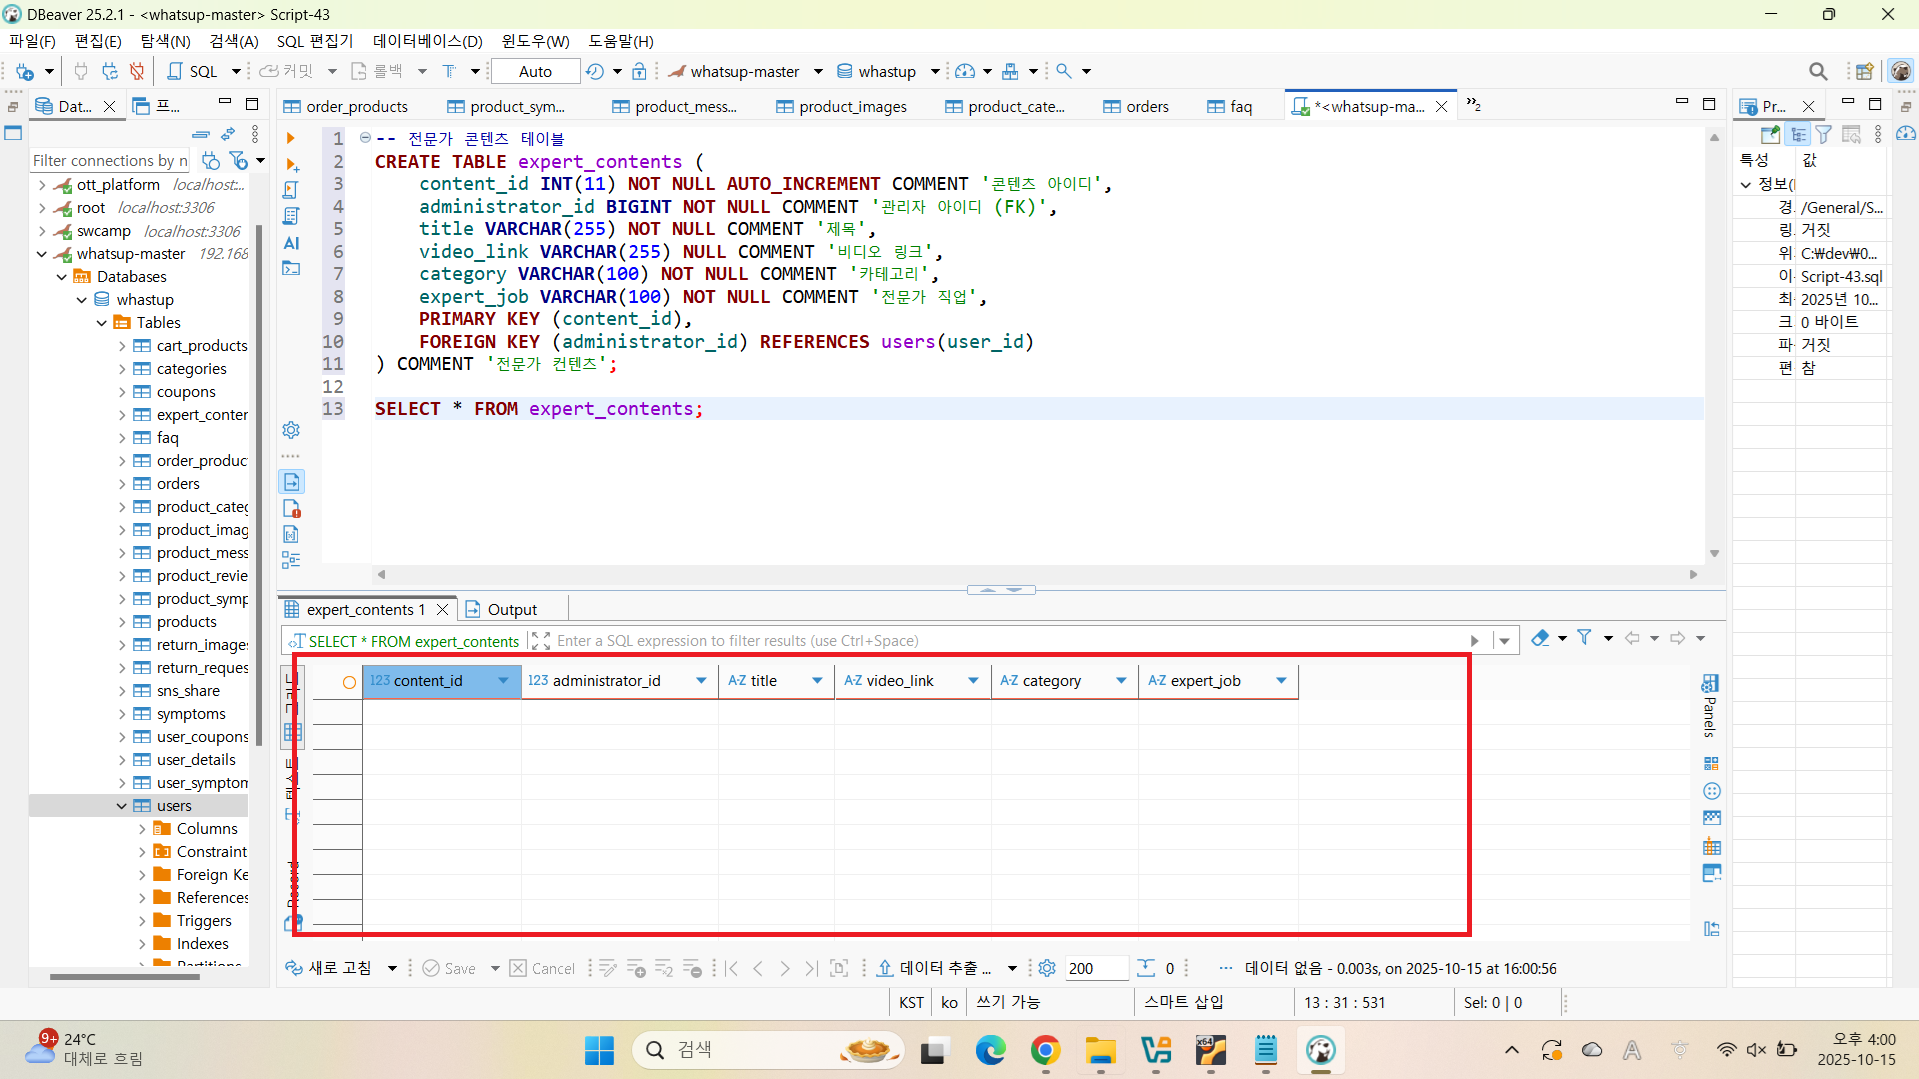 DBeaver 25.2.1 - <whatsup-master> Script-43
파일(F) 편집(E) 탐색(N) 검색(A) SQL 편집기 데이터베이스(D) 윈도우(W) 도움말(H)
SQL 커밋 롤백 T Auto whatsup-master whastup
Dat... 프...
order_products product_sym... product_mess... product_images product_cate... orders faq *<whatsup-ma... »2
Pr...
Filter connections by n
ott_platform localhost:...
root localhost:3306
swcamp localhost:3306
whatsup-master 192.168
Databases
whastup
Tables
cart_products
categories
coupons
expert_conter
faq
order_produc
orders
product_categ
product_imag
product_mess
product_revie
product_symp
products
return_images
return_reques
sns_share
symptoms
user_coupons
user_details
user_symptom
users
Columns
Constraint
Foreign Ke
References
Triggers
Indexes
AI
1 -- 전문가 콘텐츠 테이블
2 CREATE TABLE expert_contents (
3 content_id INT(11) NOT NULL AUTO_INCREMENT COMMENT '콘텐츠 아이디',
4 administrator_id BIGINT NOT NULL COMMENT '관리자 아이디 (FK)',
5 title VARCHAR(255) NOT NULL COMMENT '제목',
6 video_link VARCHAR(255) NOT NULL COMMENT '비디오 링크',
7 category VARCHAR(100) NOT NULL COMMENT '카테고리',
8 expert_job VARCHAR(100) NOT NULL COMMENT '전문가 직업',
9 PRIMARY KEY (content_id),
10 FOREIGN KEY (administrator_id) REFERENCES users(user_id)
11 ) COMMENT '전문가 컨텐츠';
12
13 SELECT * FROM expert_contents;
특성 값
정보(
경 /General/S...
링 거짓
위 C:₩dev₩0...
이 Script-43.sql
최 2025년 10...
크 0 바이트
파 거짓
편 참
expert_contents 1 Output
SELECT * FROM expert_contents Enter a SQL expression to filter results (use Ctrl+Space)
123 content_id 123 administrator_id A-Z title A-Z video_link A-Z category A-Z expert_job
Panels
새로 고침 Save Cancel 데이터 추출 ... 200 0 ... 데이터 없음 - 0.003s, on 2025-10-15 at 16:00:56
KST ko 쓰기 가능 스마트 삽입 13 : 31 : 531 Sel: 0 | 0
9+ 24°C
대체로 흐림
검색
x64
오후 4:00
2025-10-15